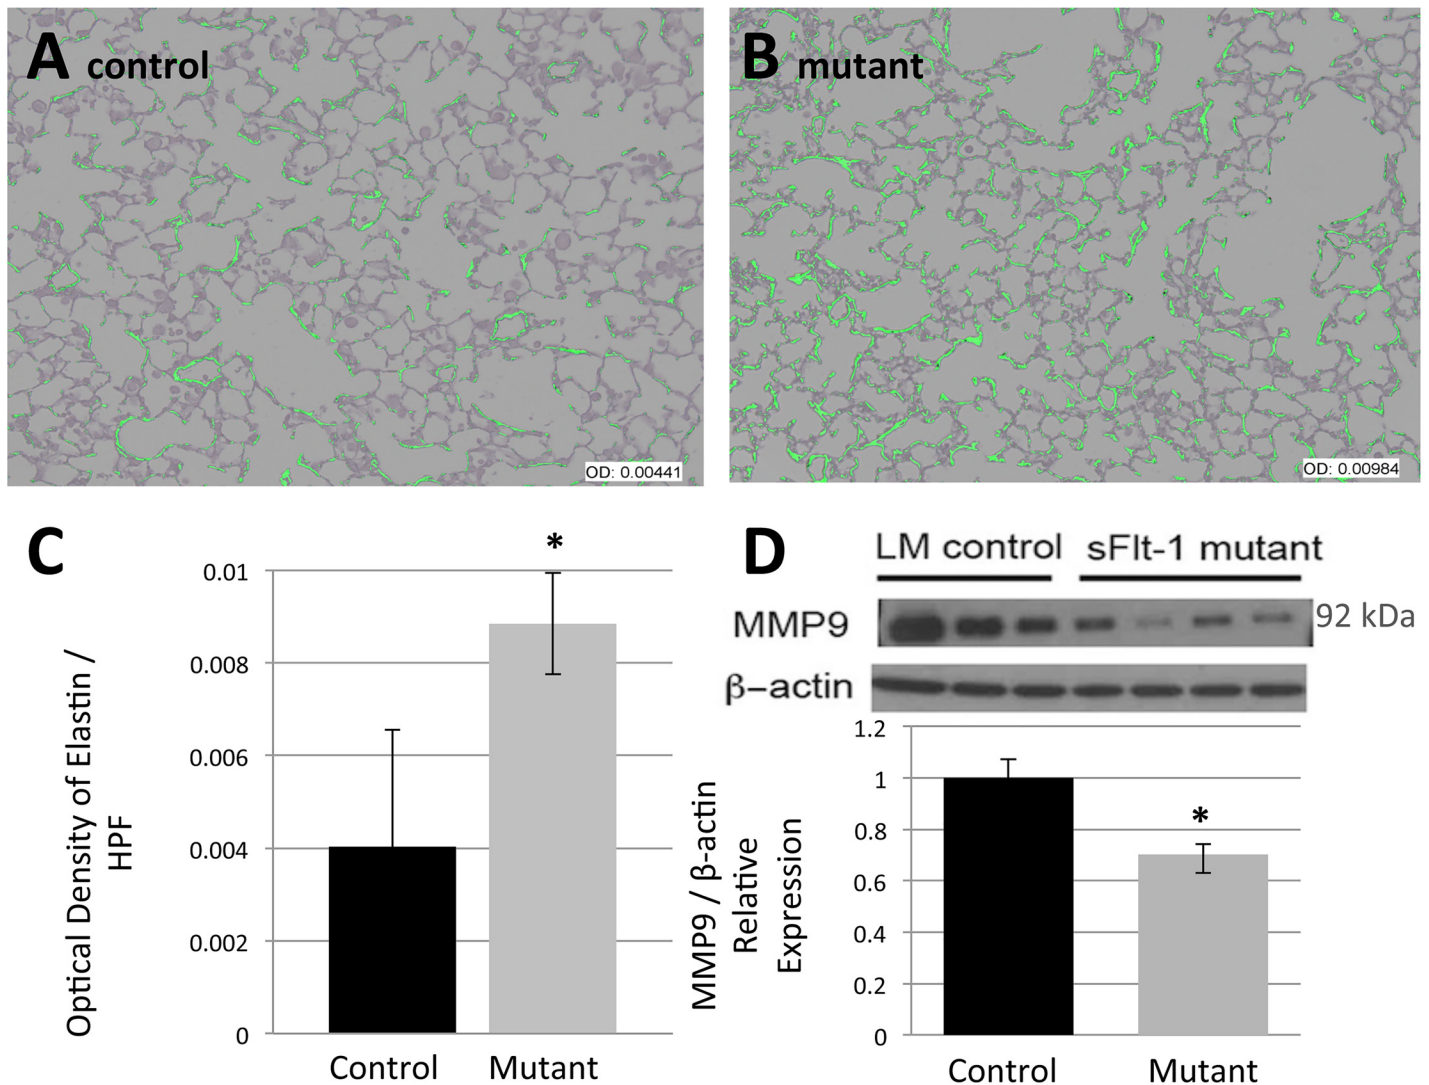 A control
B mutant
OD: 0.00441
OD: 0.00984
C
*
0.01
0.008
0.006
0.004
0.002
0
Optical Density of Elastin /
HPF
Control
Mutant
D
LM control
sFlt-1 mutant
MMP9
92 kDa
β-actin
1.2
1
0.8
0.6
0.4
0.2
0
*
MMP9 / β-actin
Relative
Expression
Control
Mutant